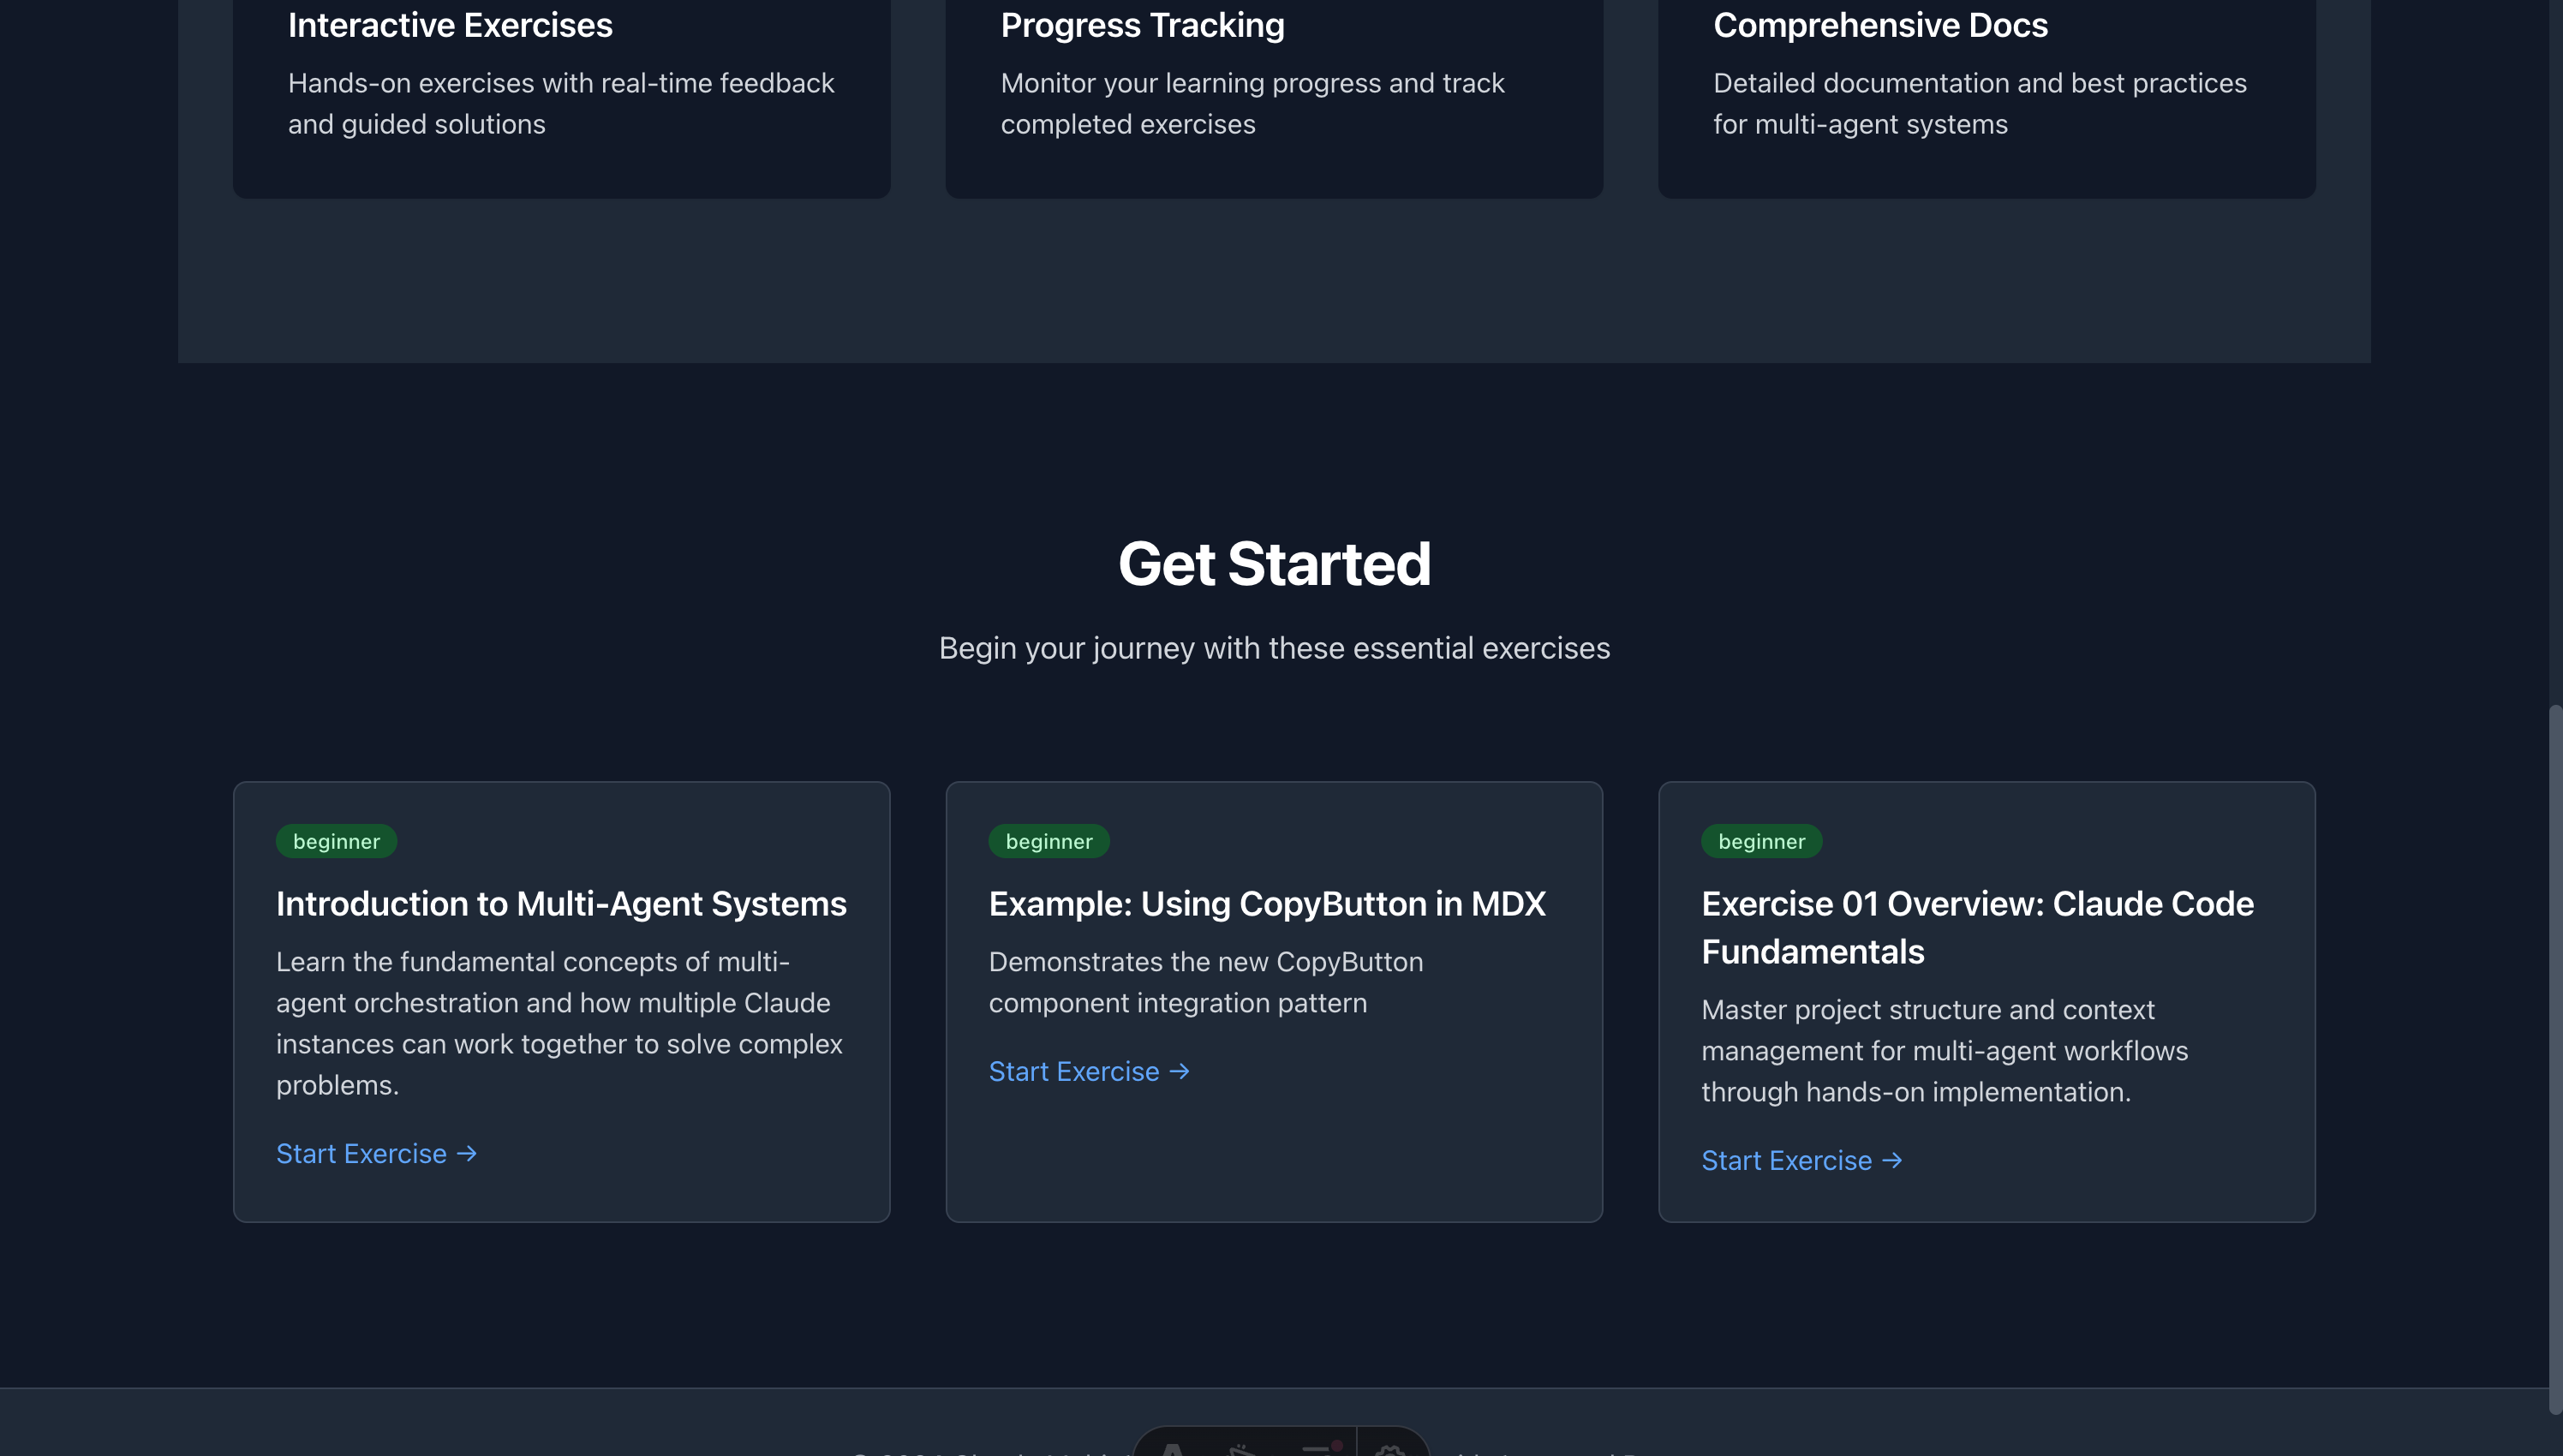 Interactive Exercises
Hands-on exercises with real-time feedback
and guided solutions
Progress Tracking
Monitor your learning progress and track
completed exercises
Comprehensive Docs
Detailed documentation and best practices
for multi-agent systems
Get Started
Begin your journey with these essential exercises
beginner
Introduction to Multi-Agent Systems
Learn the fundamental concepts of multi-
agent orchestration and how multiple Claude
instances can work together to solve complex
problems.
Start Exercise →
beginner
Example: Using CopyButton in MDX
Demonstrates the new CopyButton
component integration pattern
Start Exercise →
beginner
Exercise 01 Overview: Claude Code
Fundamentals
Master project structure and context
management for multi-agent workflows
through hands-on implementation.
Start Exercise →